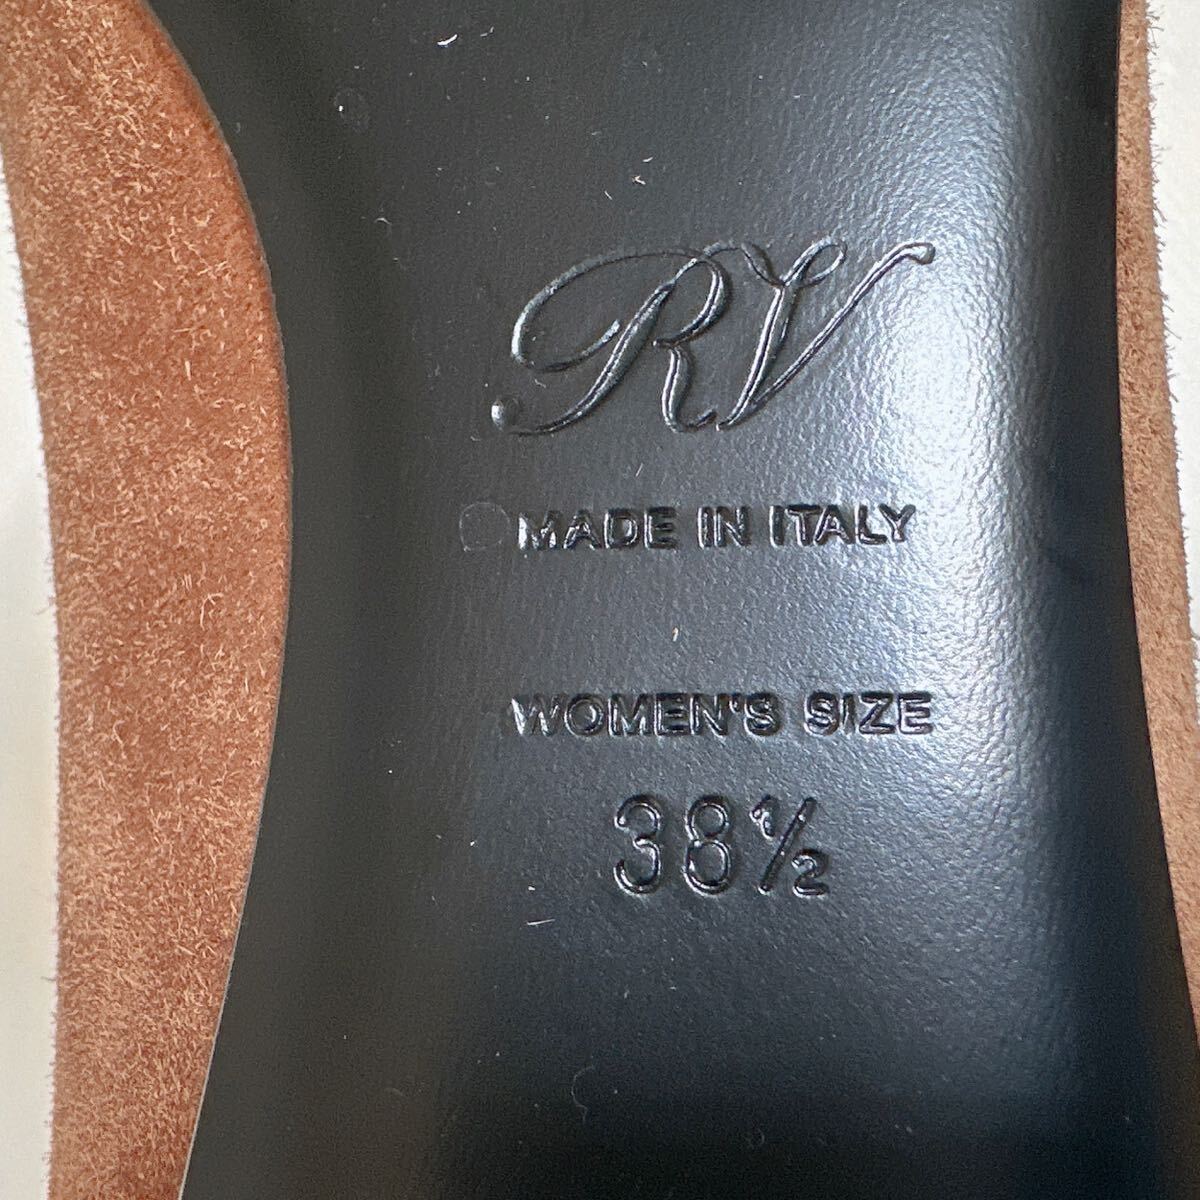 RV
MADE IN ITALY
WOMEN'S SIZE
38½